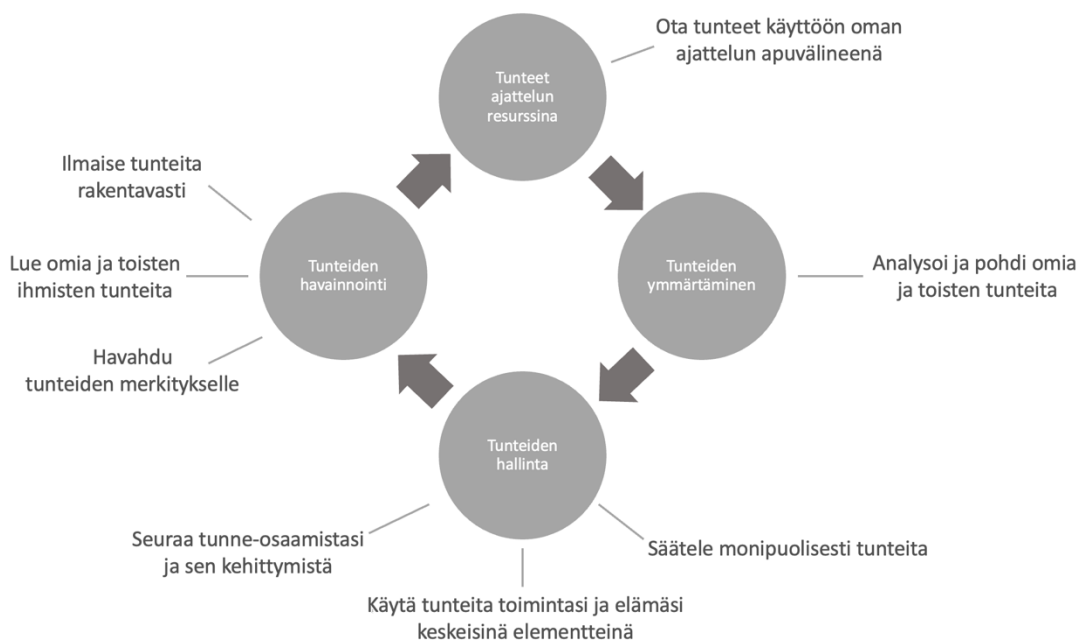 Ota tunteet käyttöön oman
ajattelun apuvälineenä
Tunteet
ajattelun
resurssina
Ilmaise tunteita
rakentavasti
Lue omia ja toisten
ihmisten tunteita
Havahdu
tunteiden merkitykselle
Tunteiden
havainnointi
Tunteiden
ymmärtäminen
Analysoi ja pohdi omia
ja toisten tunteita
Tunteiden
hallinta
Seuraa tunne-osaamistasi
ja sen kehittymistä
Säätele monipuolisesti tunteita
Käytä tunteita toimintasi ja elämäsi
keskeisinä elementteinä